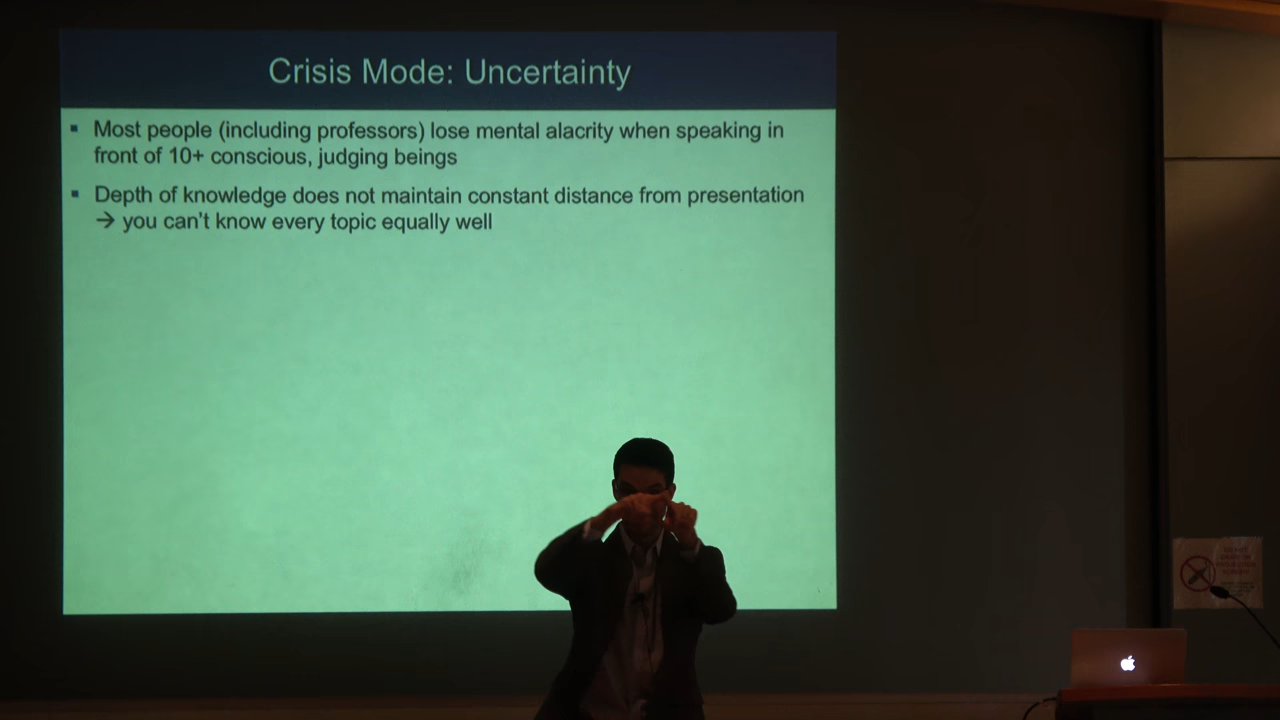 Crisis Mode: Uncertainty
▪ Most people (including professors) lose mental alacrity when speaking in
front of 10+ conscious, judging beings
▪ Depth of knowledge does not maintain constant distance from presentation
→ you can't know every topic equally well